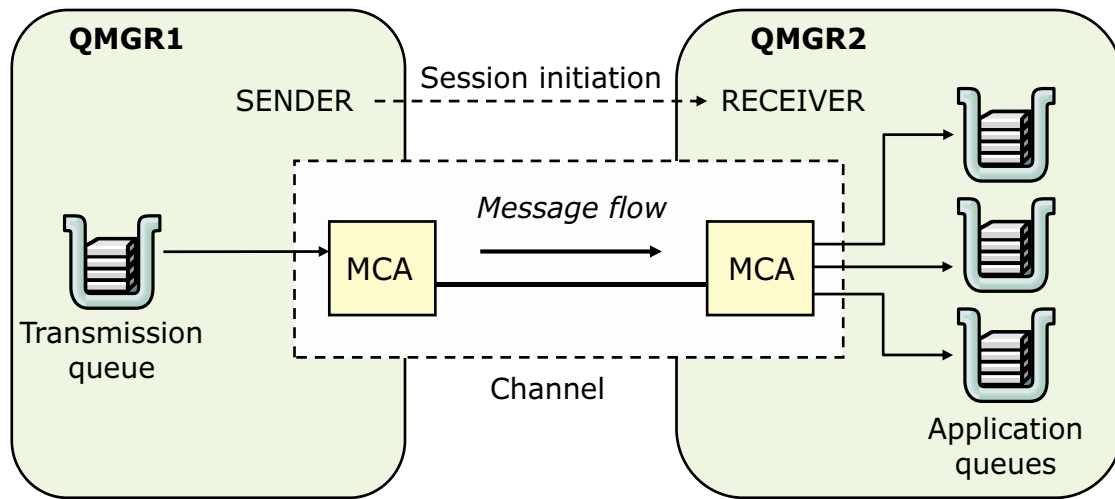 QMGR1
QMGR2
Session initiation
SENDER
RECEIVER
Message flow
MCA
MCA
Transmission
queue
Channel
Application
queues